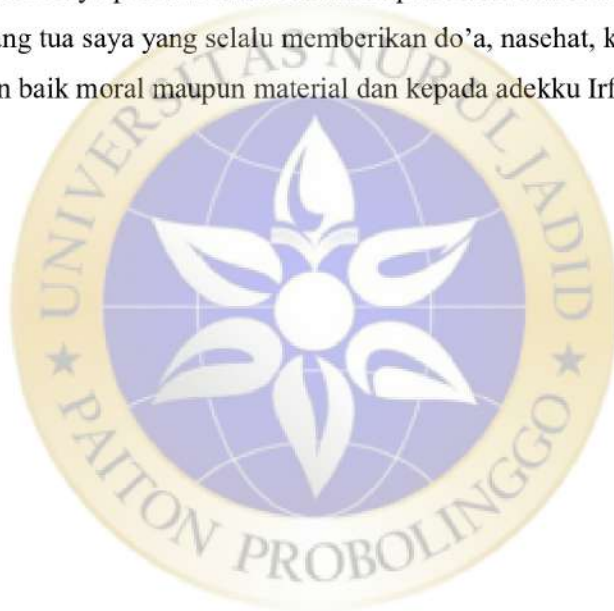 ang tua saya yang selalu memberikan do’a, nasehat, k
n baik moral maupun material dan kepada adekku Irf
UNIVERSITAS NURUL JADID
★ PAITON PROBOLINGGO ★